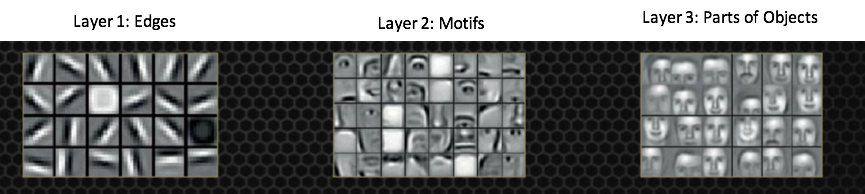 Layer 1: Edges
Layer 2: Motifs
Layer 3: Parts of Objects